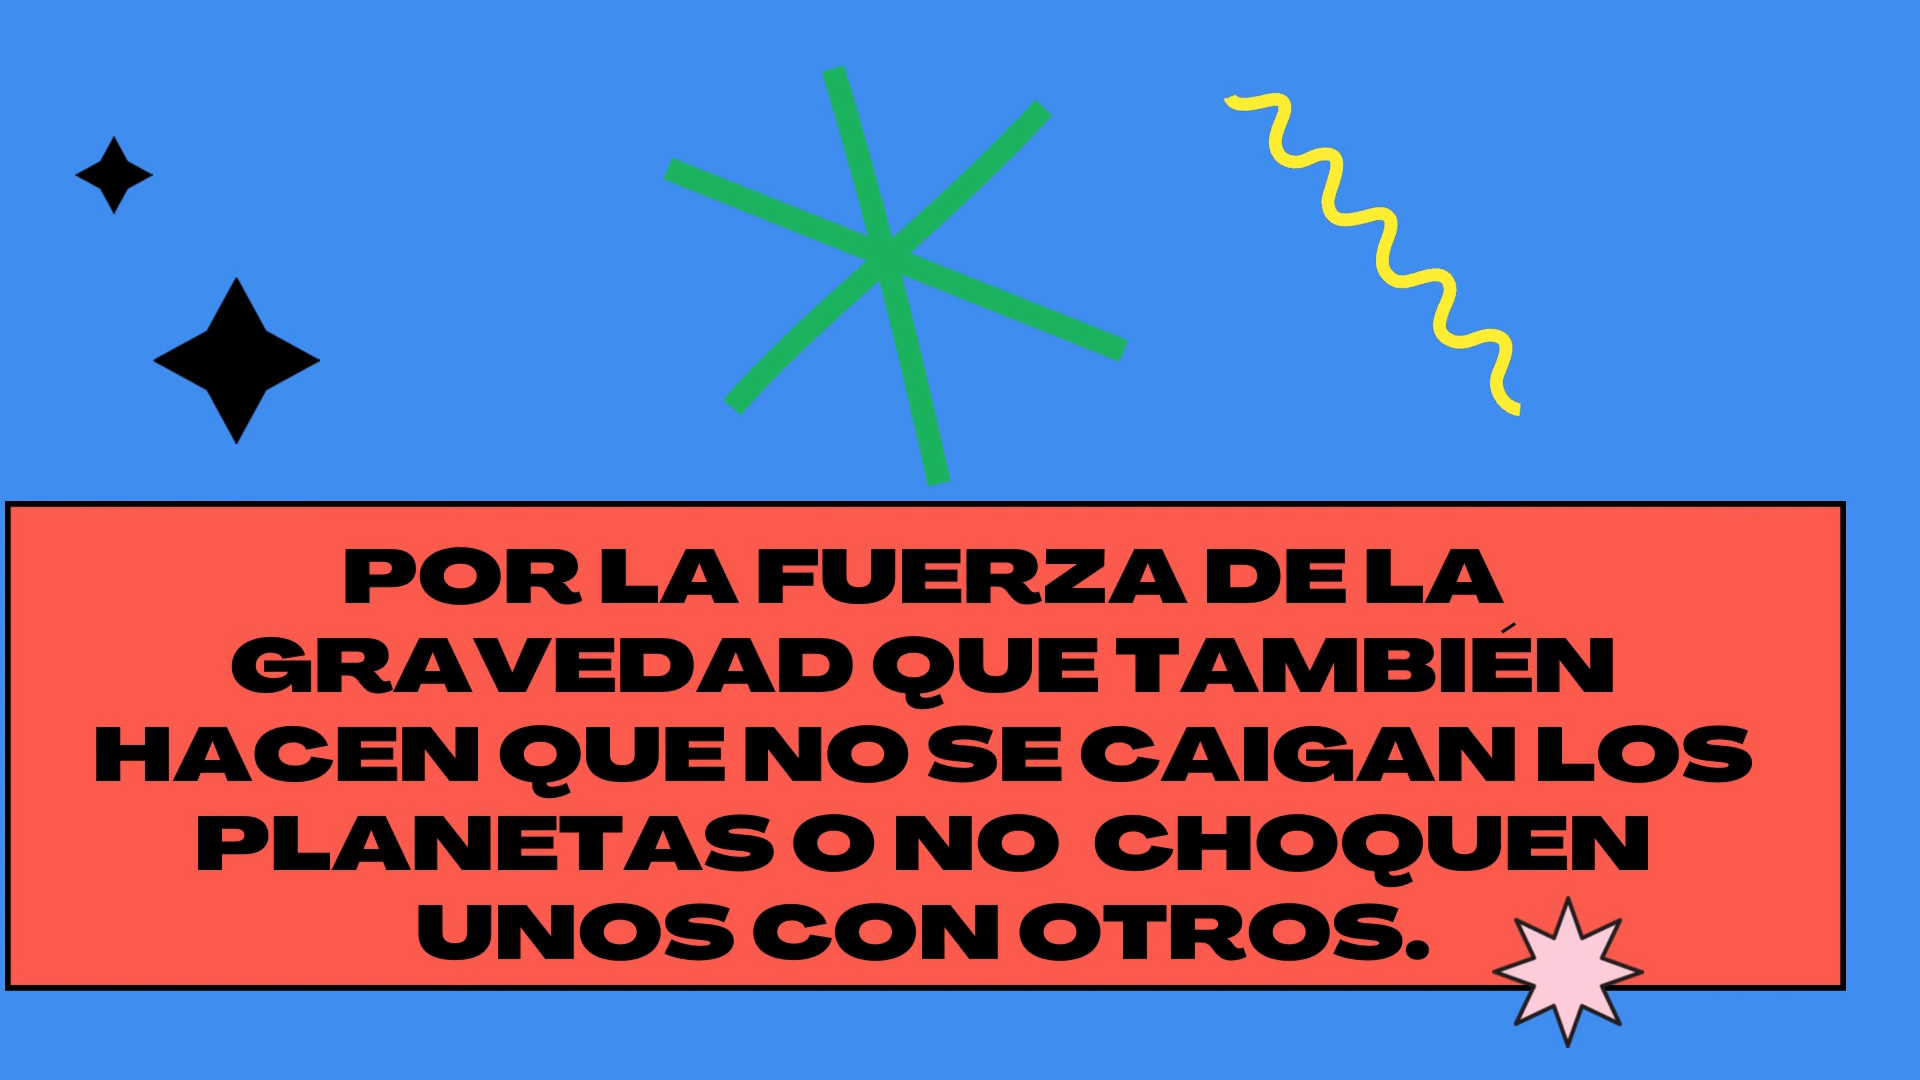 POR LA FUERZA DE LA
GRAVEDAD QUE TAMBIÉN
HACEN QUE NO SE CAIGAN LOS
PLANETAS O NO  CHOQUEN
UNOS CON OTROS.